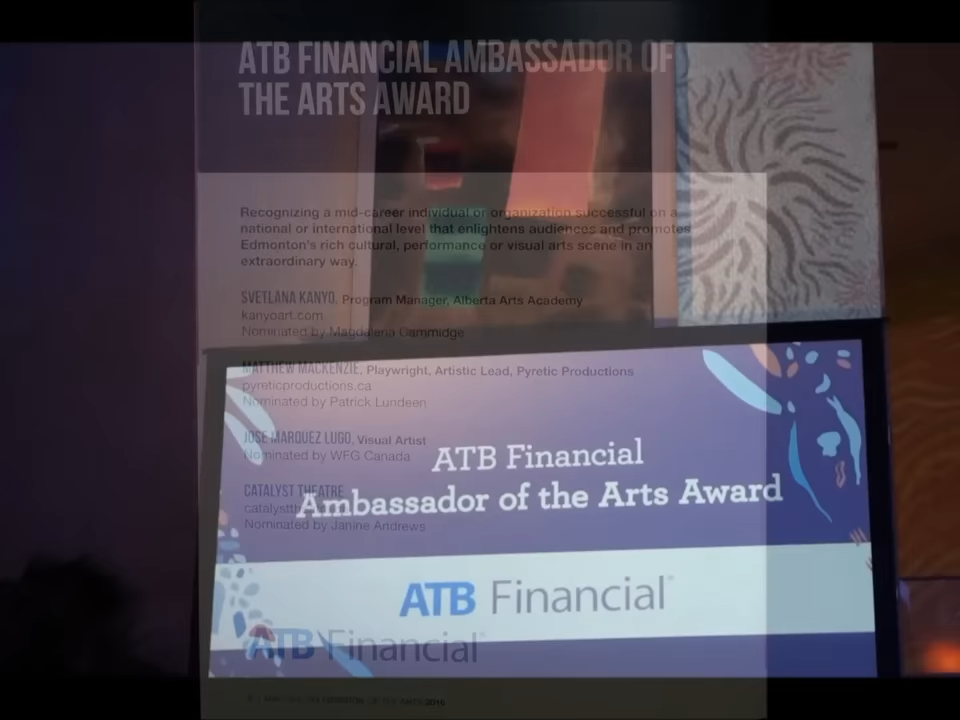 ATB FINANCIAL AMBASSADOR OF
THE ARTS AWARD
Recognizing a mid-career individual or organization successful on a
national or international level that enlightens audiences and promotes
Edmonton's rich cultural, performance or visual arts scene in an
extraordinary way.
SVETLANA KANYO, Program Manager, Alberta Arts Academy
kanyoart.com
Nominated by Magdalena Gammidge
MATTHEW MACKENZIE, Playwright, Artistic Lead, Pyretic Productions
pyreticproductions.ca
Nominated by Patrick Lundeen
JOSE MARQUEZ LUGO, Visual Artist
Nominated by WFG Canada
CATALYST THEATRE
Nominated by Janine Andrews
ATB Financial
Ambassador of the Arts Award
ATB Financial
ATB Financial